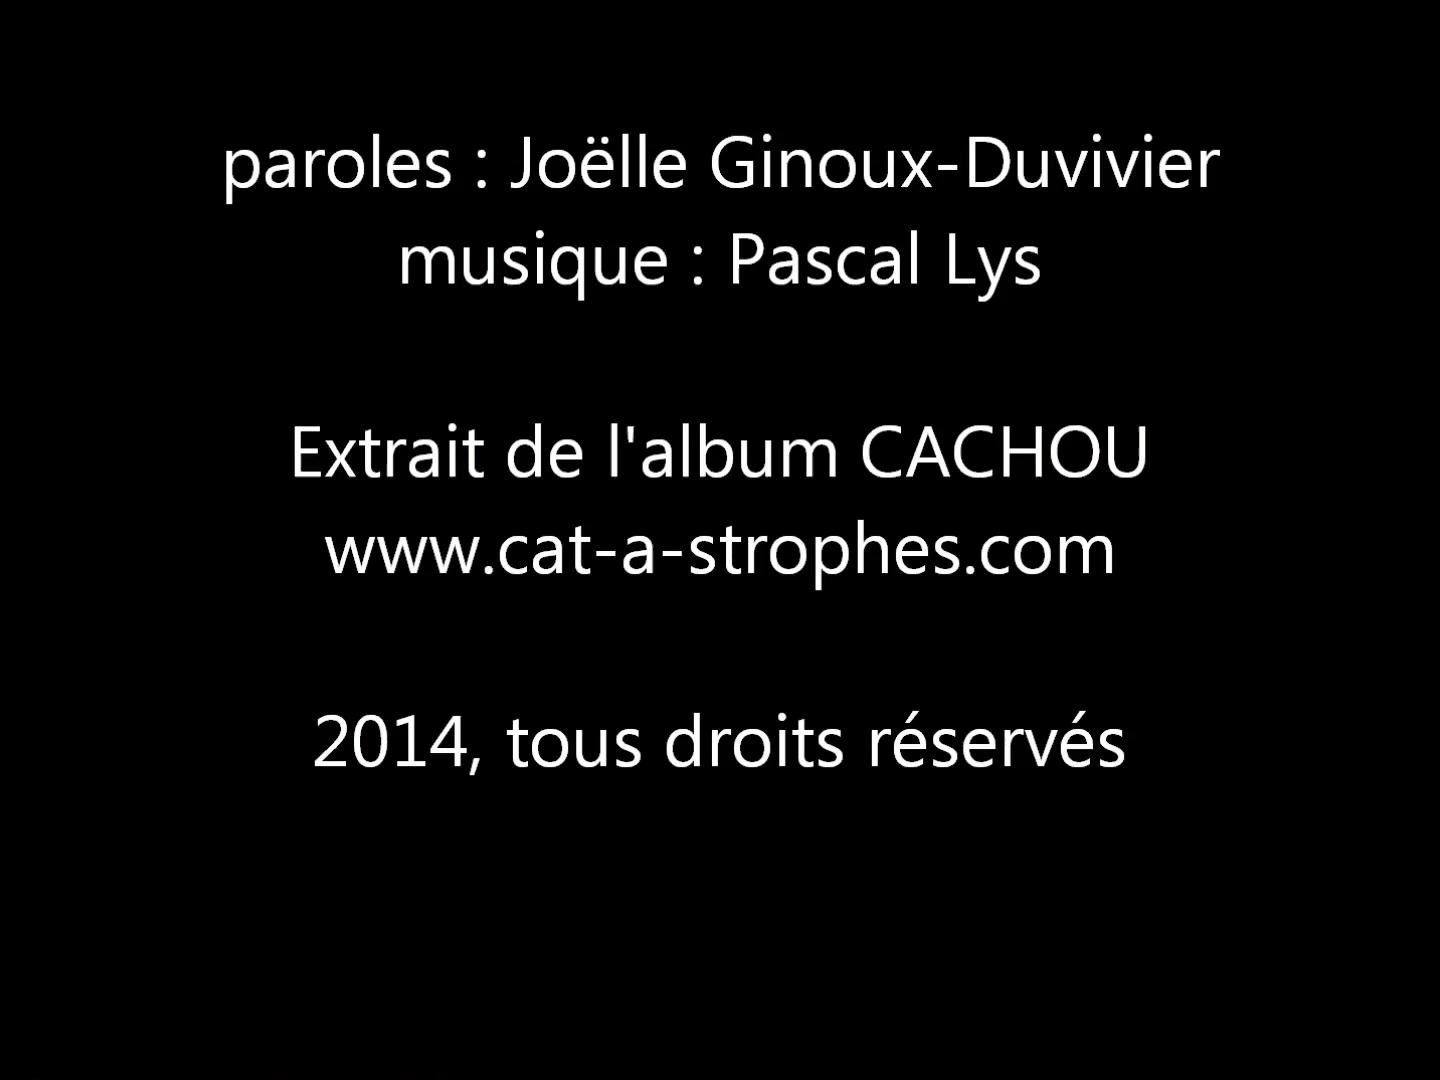 paroles : Joëlle Ginoux-Duvivier
musique : Pascal Lys
Extrait de l'album CACHOU
www.cat-a-strophes.com
2014, tous droits réservés